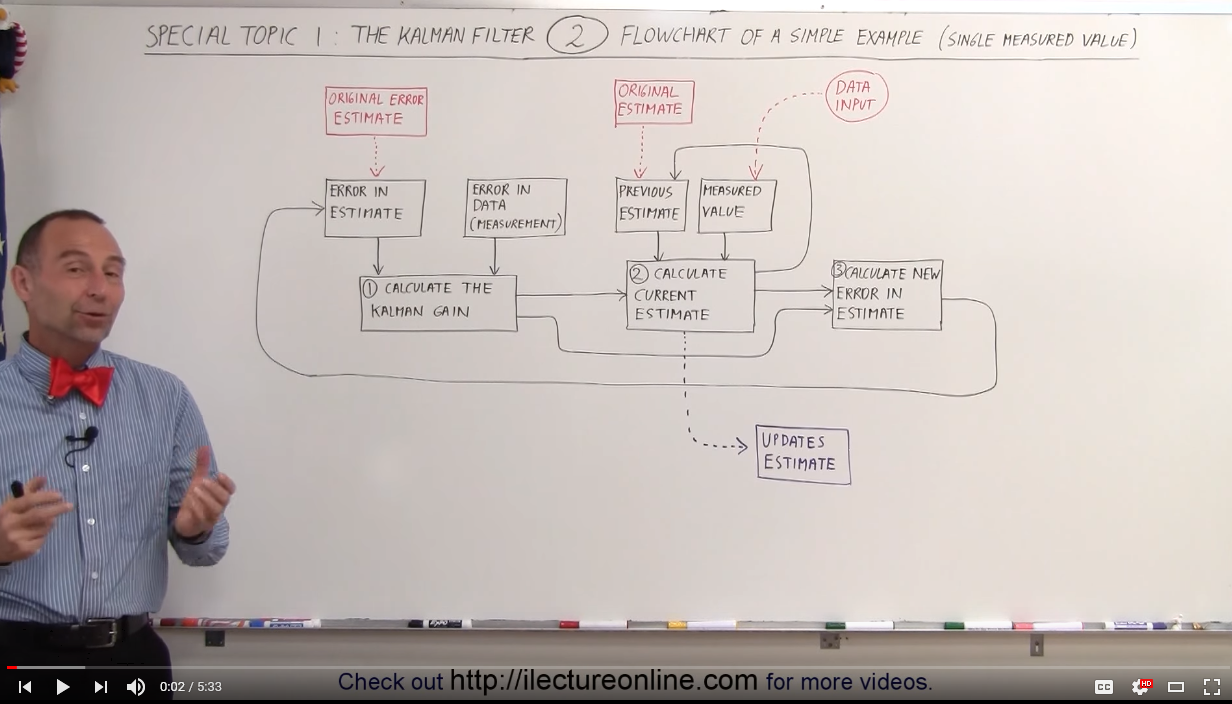 SPECIAL TOPIC 1 : THE KALMAN FILTER 2 FLOWCHART OF A SIMPLE EXAMPLE (SINGLE MEASURED VALUE)
ORIGINAL ERROR
ESTIMATE
ORIGINAL
ESTIMATE
DATA
INPUT
ERROR IN
ESTIMATE
ERROR IN
DATA
(MEASUREMENT)
PREVIOUS
ESTIMATE
MEASURED
VALUE
1 CALCULATE THE
KALMAN GAIN
2 CALCULATE
CURRENT
ESTIMATE
3 CALCULATE NEW
ERROR IN
ESTIMATE
UPDATES
ESTIMATE
Check out http://ilectureonline.com for more videos.
0:02 / 5:33
CC
HD